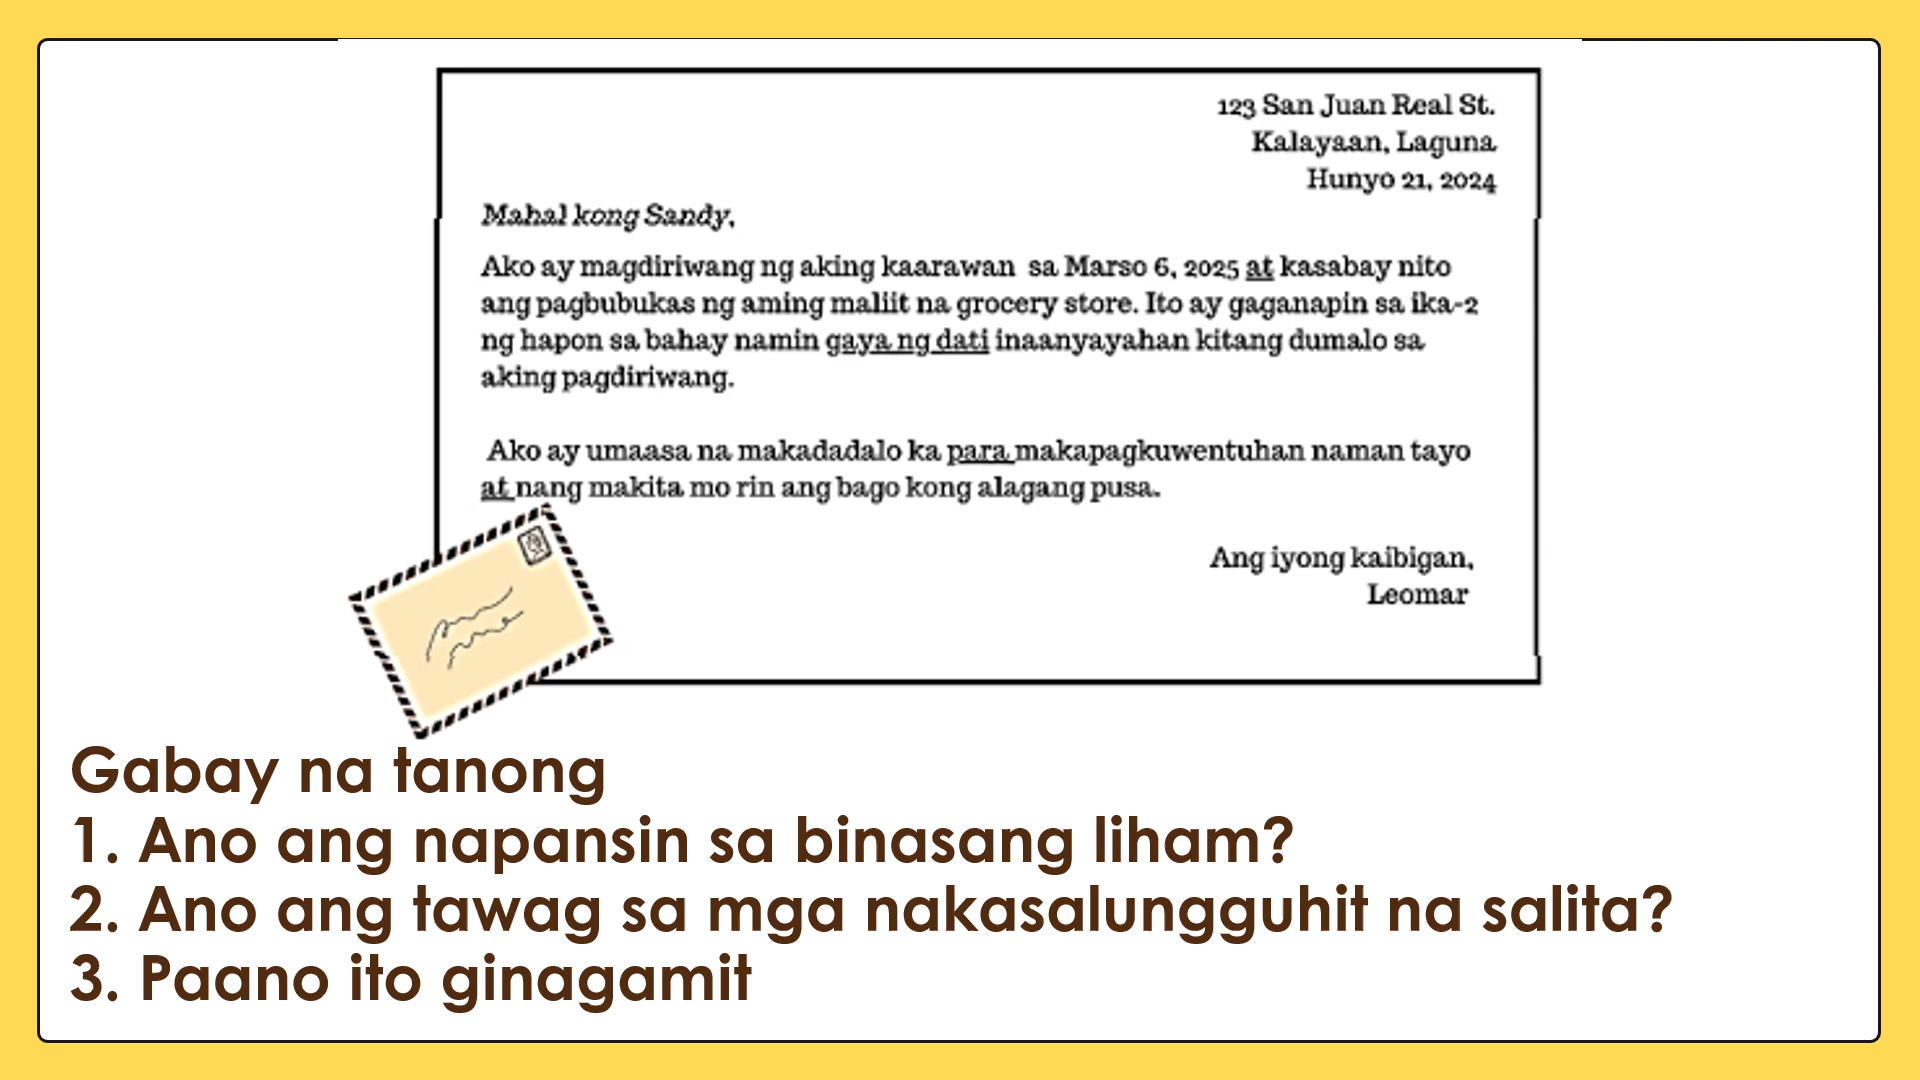 123 San Juan Real St.
Kalayaan, Laguna
Hunyo 21, 2024
Mahal kong Sandy,
Ako ay magdiriwang ng aking kaarawan sa Marso 6, 2025 at kasabay nito
ang pagbubukas ng aming maliit na grocery store. Ito ay gaganapin sa ika-2
ng hapon sa bahay namin gaya ng dati inaanyayahan kitang dumalo sa
aking pagdiriwang.
Ako ay umaasa na makadadalo ka para makapagkuwentuhan naman tayo
at nang makita mo rin ang bago kong alagang pusa.
Ang iyong kaibigan,
Leomar
Gabay na tanong
1. Ano ang napansin sa binasang liham?
2. Ano ang tawag sa mga nakasalungguhit na salita?
3. Paano ito ginagamit